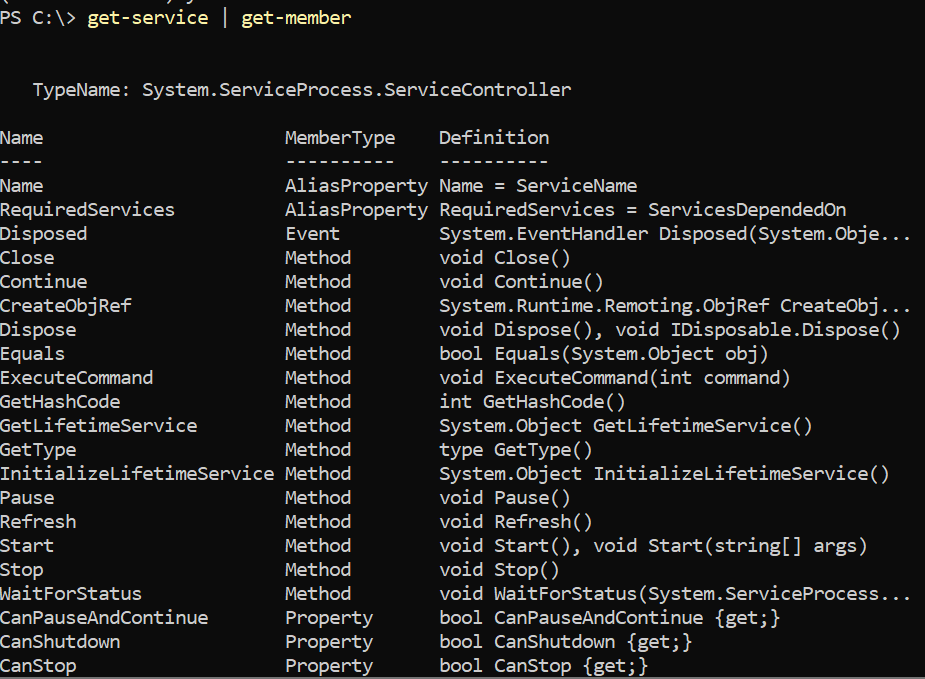 PS C:\> get-service | get-member
TypeName: System.ServiceProcess.ServiceController
Name MemberType Definition
---- ---------- ----------
Name AliasProperty Name = ServiceName
RequiredServices AliasProperty RequiredServices = ServicesDependedOn
Disposed Event System.EventHandler Disposed(System.Obje...
Close Method void Close()
Continue Method void Continue()
CreateObjRef Method System.Runtime.Remoting.ObjRef CreateObj...
Dispose Method void Dispose(), void IDisposable.Dispose()
Equals Method bool Equals(System.Object obj)
ExecuteCommand Method void ExecuteCommand(int command)
GetHashCode Method int GetHashCode()
GetLifetimeService Method System.Object GetLifetimeService()
GetType Method type GetType()
InitializeLifetimeService Method System.Object InitializeLifetimeService()
Pause Method void Pause()
Refresh Method void Refresh()
Start Method void Start(), void Start(string[] args)
Stop Method void Stop()
WaitForStatus Method void WaitForStatus(System.ServiceProcess...
CanPauseAndContinue Property bool CanPauseAndContinue {get;}
CanShutdown Property bool CanShutdown {get;}
CanStop Property bool CanStop {get;}